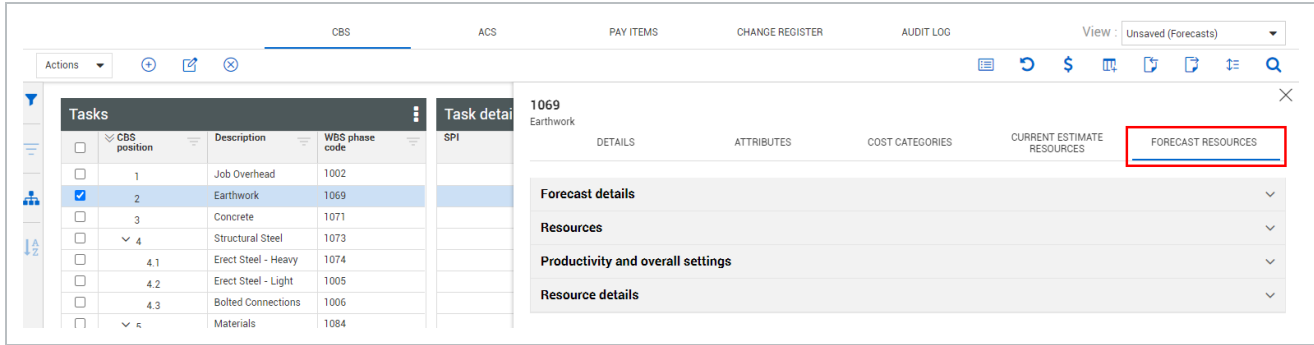 CBS ACS PAY ITEMS CHANGE REGISTER AUDIT LOG View : Unsaved (Forecasts)
Actions
Tasks
Task detai
CBS position Description WBS phase code SPI
1 Job Overhead 1002
2 Earthwork 1069
3 Concrete 1071
4 Structural Steel 1073
4.1 Erect Steel - Heavy 1074
4.2 Erect Steel - Light 1005
4.3 Bolted Connections 1006
5 Materials 1084
1069
Earthwork
DETAILS ATTRIBUTES COST CATEGORIES CURRENT ESTIMATE RESOURCES FORECAST RESOURCES
Forecast details
Resources
Productivity and overall settings
Resource details